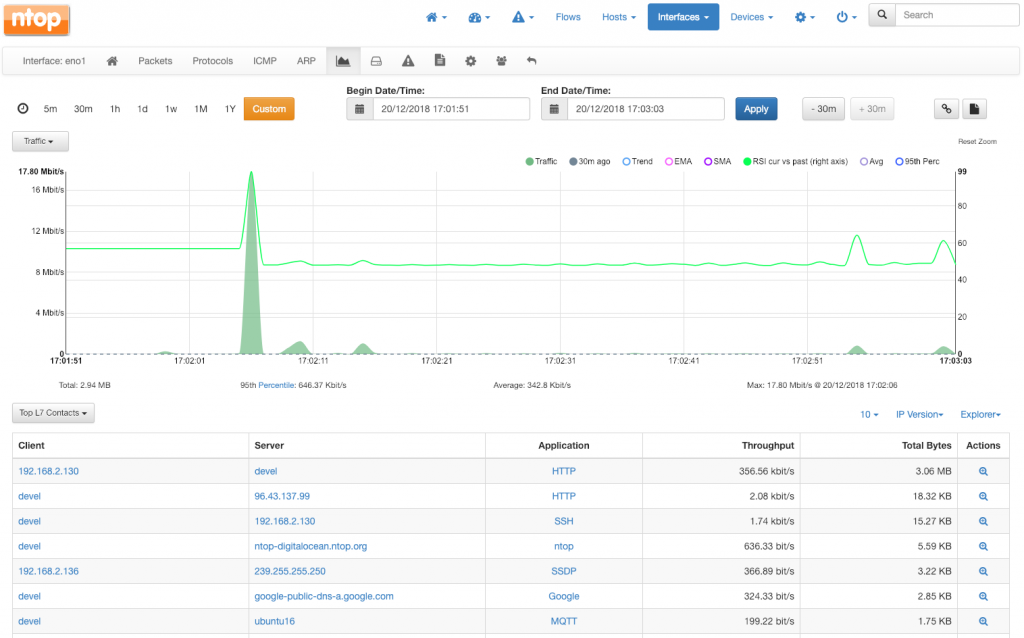 ntop
Flows Hosts Interfaces Devices Search
Interface: eno1 Packets Protocols ICMP ARP
Begin Date/Time: End Date/Time:
5m 30m 1h 1d 1w 1M 1Y Custom 20/12/2018 17:01:51 20/12/2018 17:03:03 Apply - 30m + 30m
Traffic Reset Zoom
Traffic 30m ago Trend EMA SMA RSI cur vs past (right axis) Avg 95th Perc
17.80 Mbit/s 99
16 Mbit/s
80
12 Mbit/s
60
8 Mbit/s
40
4 Mbit/s
20
0 0
17:01:51 17:02:01 17:02:11 17:02:21 17:02:31 17:02:41 17:02:51 17:03:03
Total: 2.94 MB 95th Percentile: 646.37 Kbit/s Average: 342.8 Kbit/s Max: 17.80 Mbit/s @ 20/12/2018 17:02:06
Top L7 Contacts 10 IP Version Explorer
Client Server Application Throughput Total Bytes Actions
192.168.2.130 devel HTTP 356.56 kbit/s 3.06 MB
devel 96.43.137.99 HTTP 2.08 kbit/s 18.32 KB
devel 192.168.2.130 SSH 1.74 kbit/s 15.27 KB
devel ntop-digitalocean.ntop.org ntop 636.33 bit/s 5.59 KB
192.168.2.136 239.255.255.250 SSDP 366.89 bit/s 3.22 KB
devel google-public-dns-a.google.com Google 324.33 bit/s 2.85 KB
devel ubuntu16 MQTT 199.22 bit/s 1.75 KB